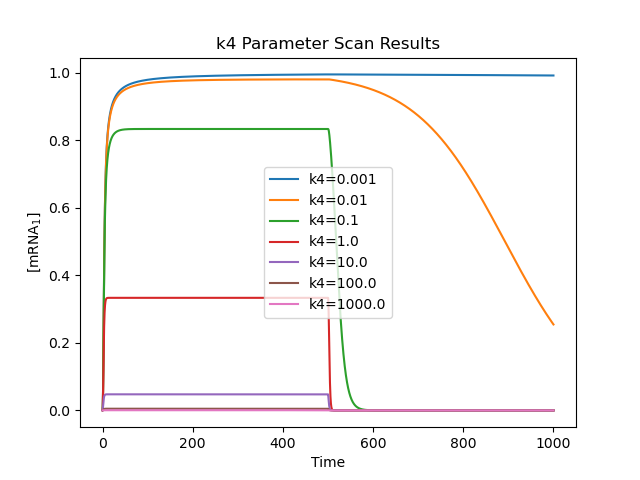 k4 Parameter Scan Results
[mRNA₁]
1.0
0.8
0.6
0.4
0.2
0.0
k4=0.001
k4=0.01
k4=0.1
k4=1.0
k4=10.0
k4=100.0
k4=1000.0
0 200 400 600 800 1000
Time